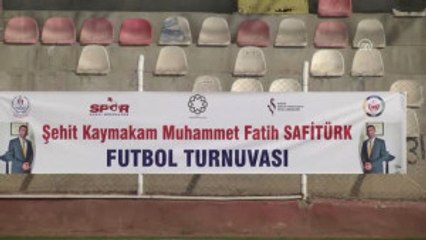 SPOR
Şehit Kaymakam Muhammet Fatih SAFİTÜRK
FUTBOL TURNUVASI